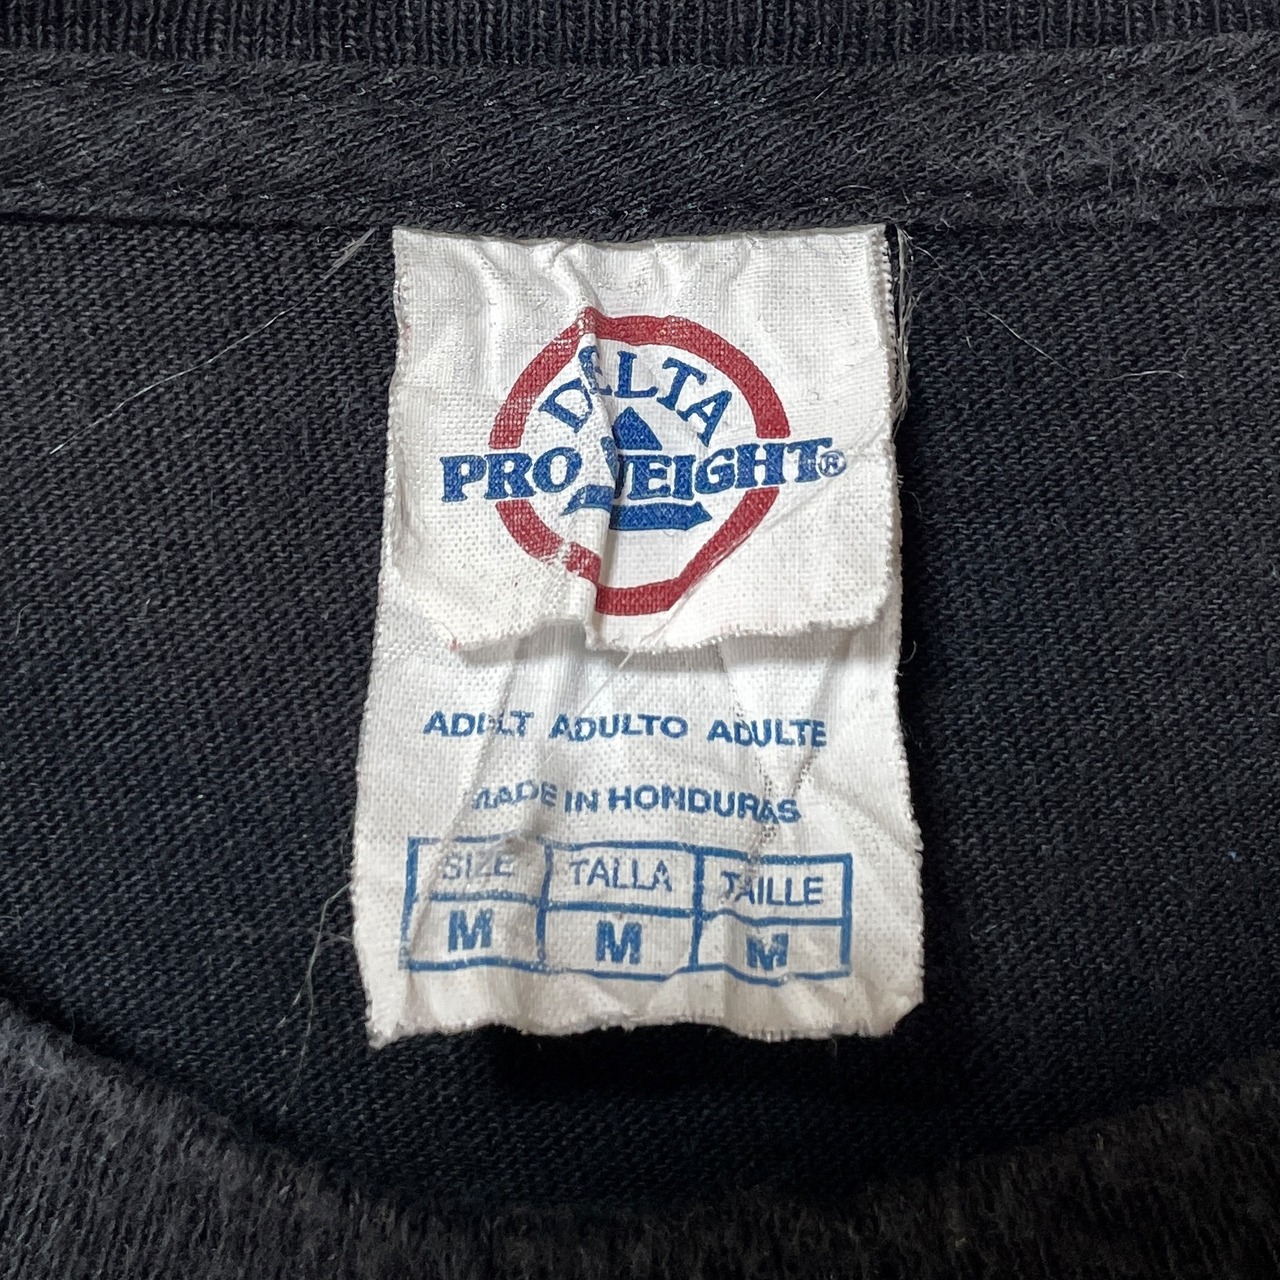 DELTA
PRO WEIGHT®
ADULT ADULTO ADULTE
MADE IN HONDURAS
SIZE TALLA TAILLE
M M M